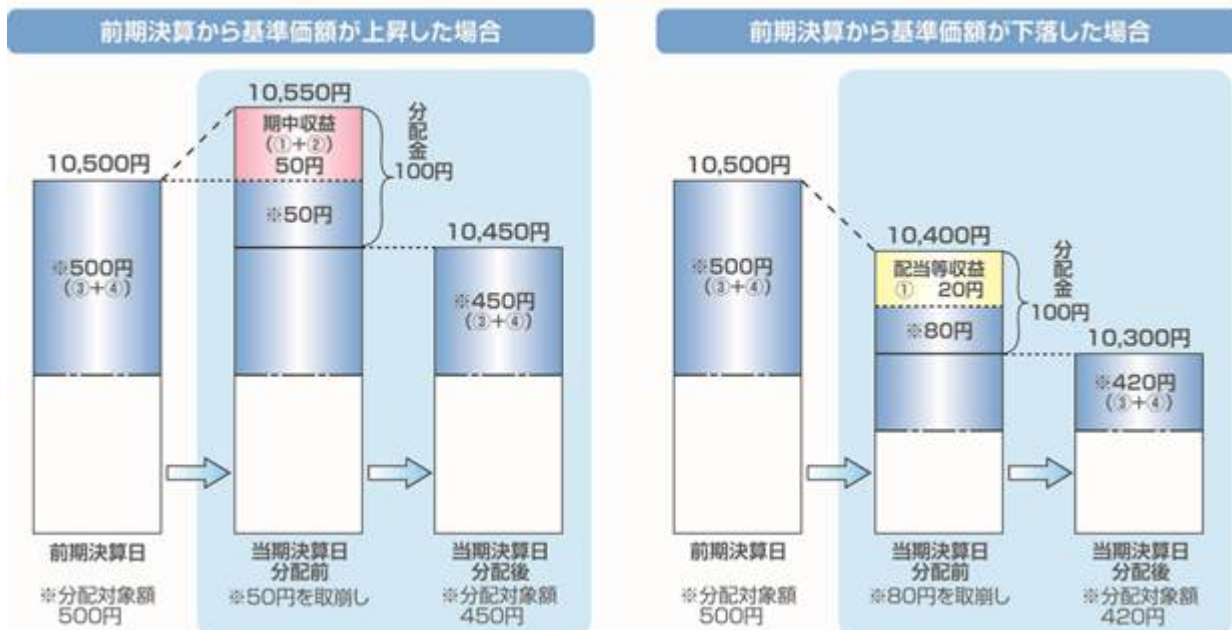 前期決算から基準価額が上昇した場合
10,500円
※500円
(③+④)
前期決算日
※分配対象額
500円
10,550円
期中収益
(①+②)
50円
※50円
分配金
100円
当期決算日
分配前
※50円を取崩し
10,450円
※450円
(③+④)
当期決算日
分配後
※分配対象額
450円
前期決算から基準価額が下落した場合
10,500円
※500円
(③+④)
前期決算日
※分配対象額
500円
10,400円
配当等収益
① 20円
※80円
分配金
100円
当期決算日
分配前
※80円を取崩し
10,300円
※420円
(③+④)
当期決算日
分配後
※分配対象額
420円